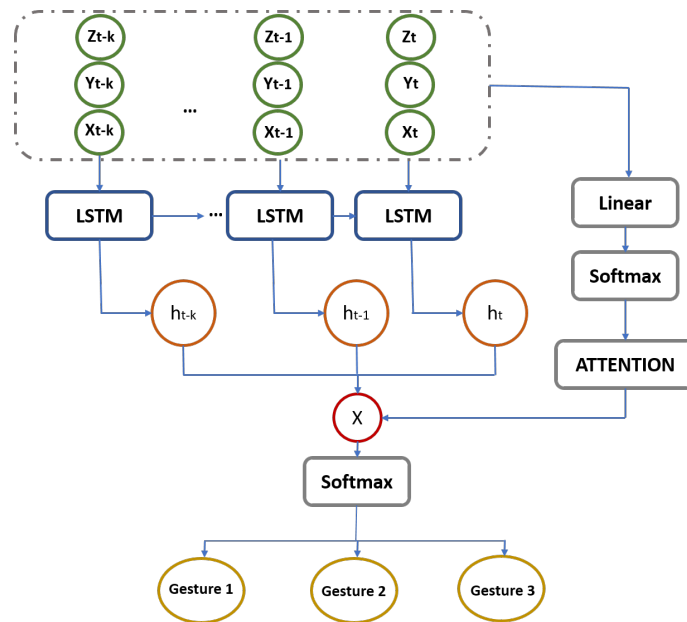 Zt-k Zt-1 Zt
Yt-k Yt-1 Yt
...
Xt-k Xt-1 Xt
LSTM ... LSTM LSTM
Linear
Softmax
ht-k ht-1 ht
ATTENTION
X
Softmax
Gesture 1 Gesture 2 Gesture 3